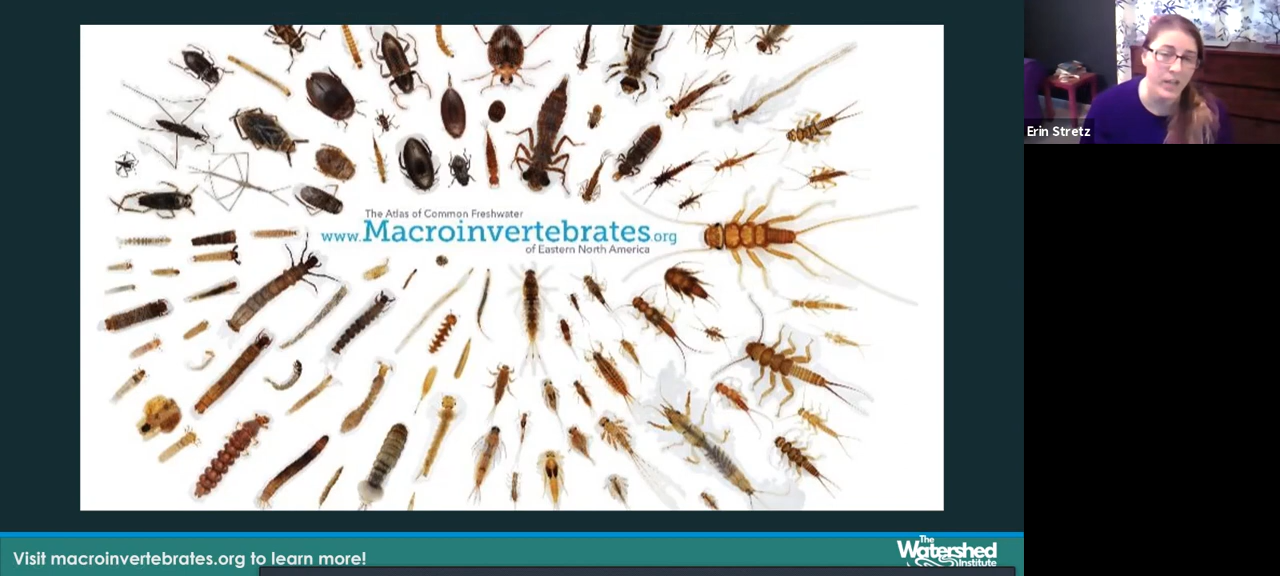 The Atlas of Common Freshwater
www.Macroinvertebrates.org
of Eastern North America
Erin Stretz
Visit macroinvertebrates.org to learn more!
The
Watershed
Institute